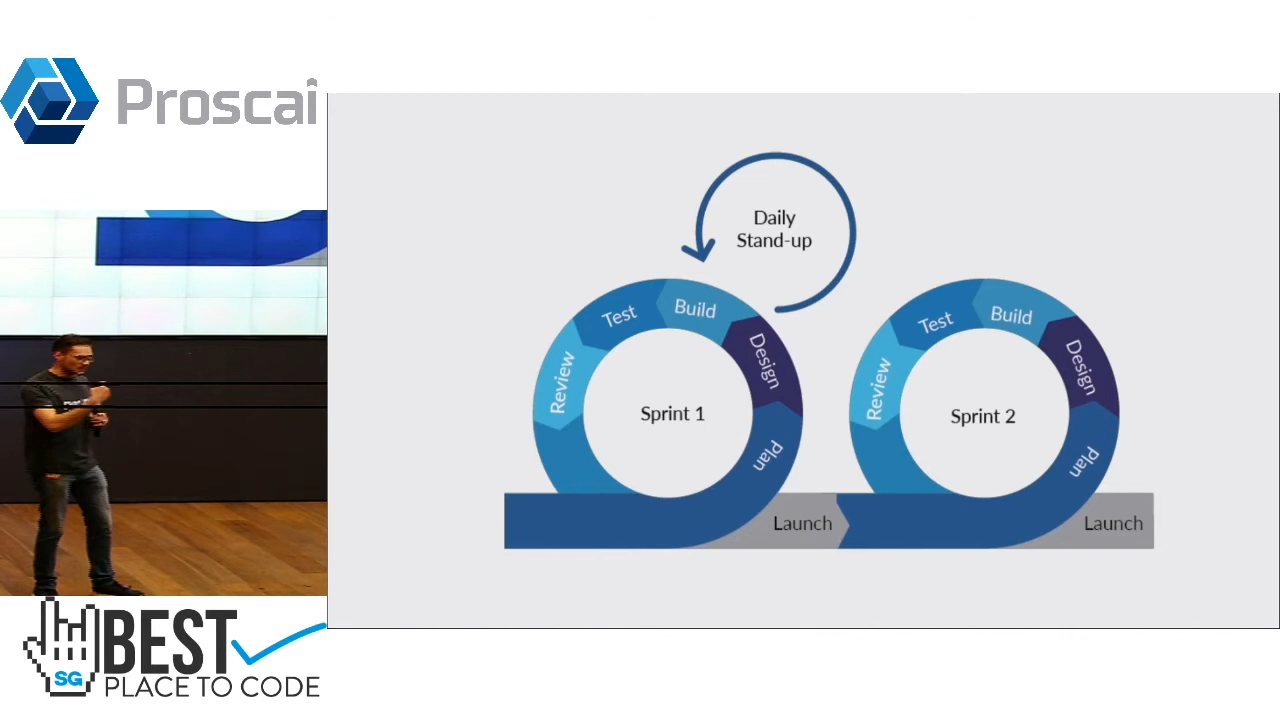 Proscai
Daily
Stand-up
Test
Build
Design
Review
Sprint 1
Plan
Launch
Test
Build
Design
Review
Sprint 2
Plan
Launch
SG
BEST
PLACE TO CODE